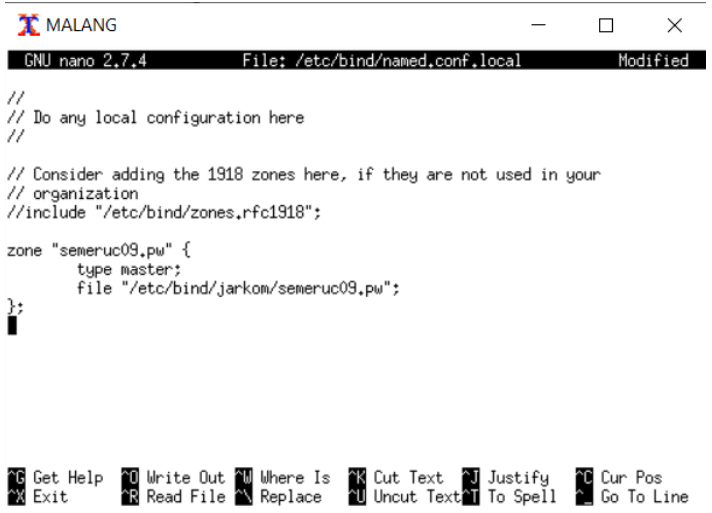 MALANG
GNU nano 2.7.4 File: /etc/bind/named.conf.local Modified
//
// Do any local configuration here
//
// Consider adding the 1918 zones here, if they are not used in your
// organization
//include "/etc/bind/zones.rfc1918";
zone "semeruc09.pw" {
type master;
file "/etc/bind/jarkom/semeruc09.pw";
};
^G Get Help ^O Write Out ^W Where Is ^K Cut Text ^J Justify ^C Cur Pos
^X Exit ^R Read File ^\ Replace ^U Uncut Text ^T To Spell ^_ Go To Line